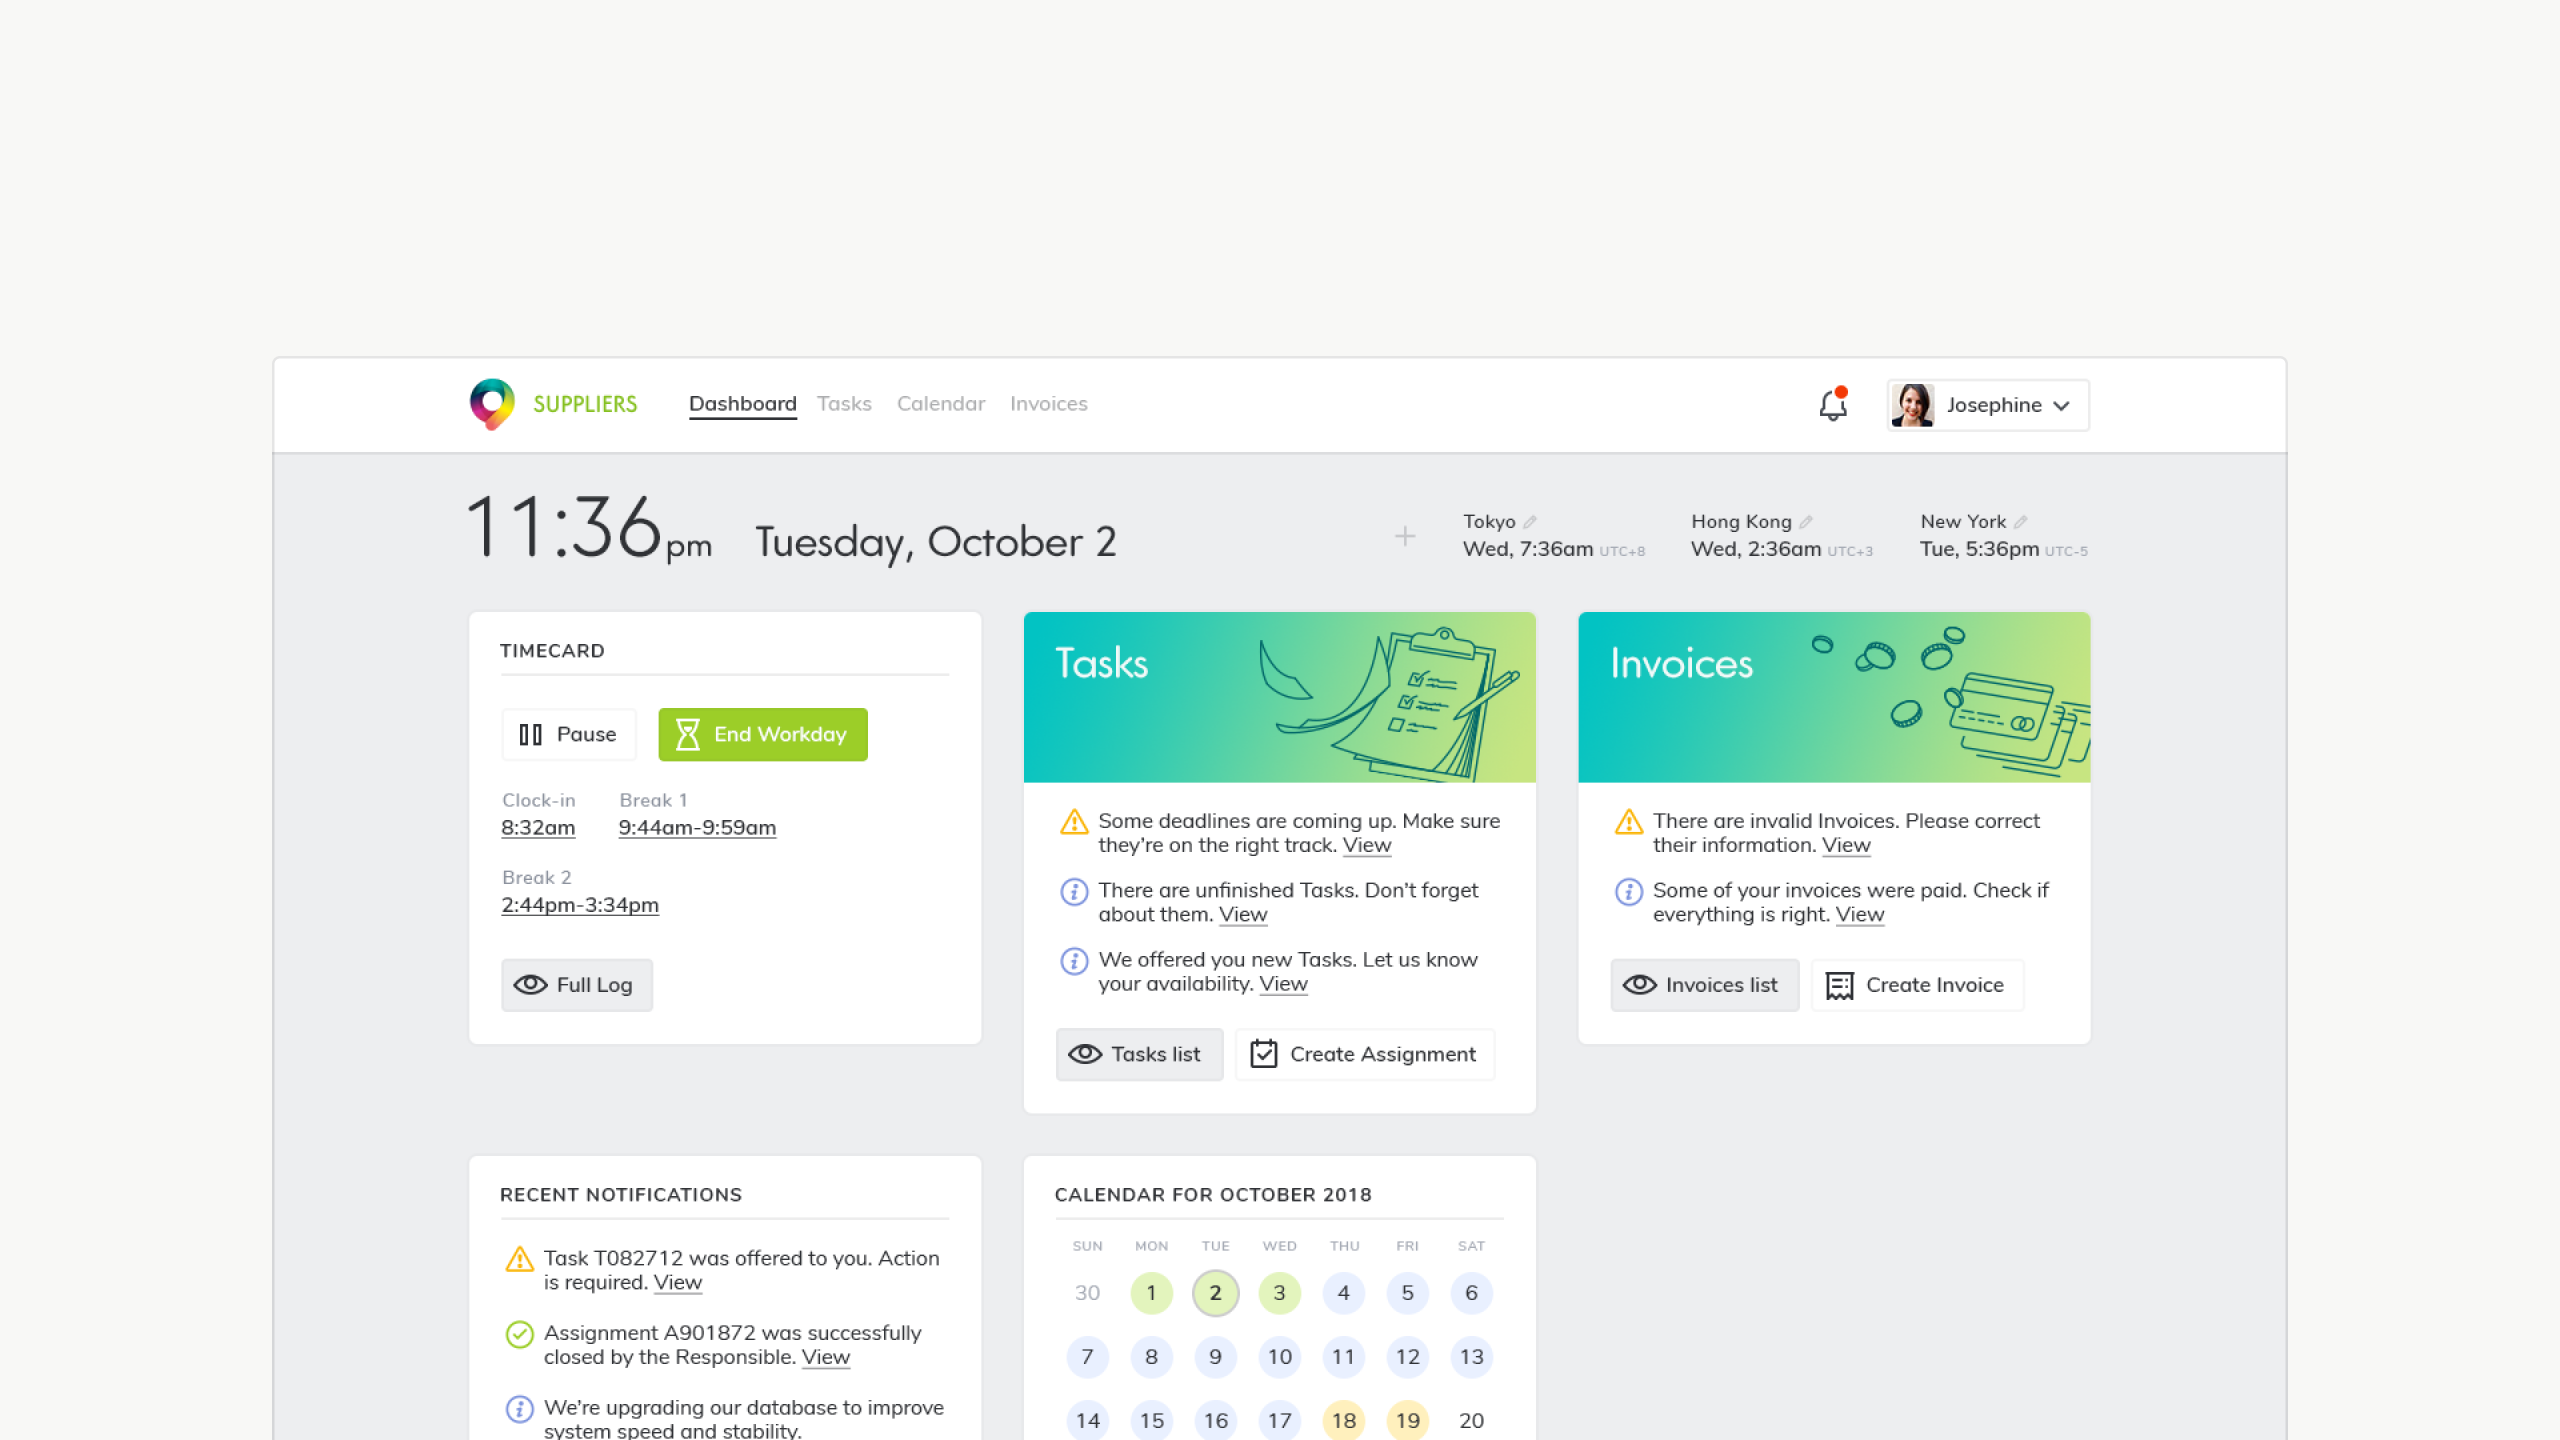 SUPPLIERS Dashboard Tasks Calendar Invoices Josephine
11:36pm Tuesday, October 2
Tokyo Hong Kong New York
Wed, 7:36am UTC+8 Wed, 2:36am UTC+3 Tue, 5:36pm UTC-5
TIMECARD
Pause End Workday
Clock-in Break 1
8:32am 9:44am-9:59am
Break 2
2:44pm-3:34pm
Full Log
Tasks
Some deadlines are coming up. Make sure
they're on the right track. View
There are unfinished Tasks. Don't forget
about them. View
We offered you new Tasks. Let us know
your availability. View
Tasks list Create Assignment
Invoices
There are invalid Invoices. Please correct
their information. View
Some of your invoices were paid. Check if
everything is right. View
Invoices list Create Invoice
RECENT NOTIFICATIONS
Task T082712 was offered to you. Action
is required. View
Assignment A901872 was successfully
closed by the Responsible. View
We're upgrading our database to improve
system speed and stability.
CALENDAR FOR OCTOBER 2018
SUN MON TUE WED THU FRI SAT
30 1 2 3 4 5 6
7 8 9 10 11 12 13
14 15 16 17 18 19 20